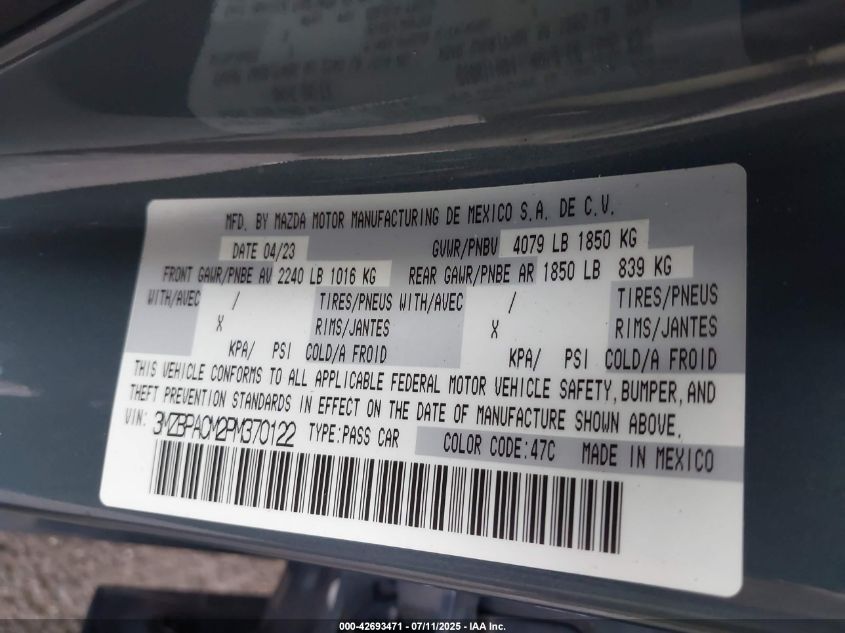 MFD. BY MAZDA MOTOR MANUFACTURING DE MEXICO S.A. DE C.V.
DATE 04/23 GVWR/PNBV 4079 LB 1850 KG
FRONT GAWR/PNBE AV 2240 LB 1016 KG REAR GAWR/PNBE AR 1850 LB 839 KG
WITH/AVEC / TIRES/PNEUS WITH/AVEC / TIRES/PNEUS
X RIMS/JANTES X RIMS/JANTES
KPA/ PSI COLD/A FROID KPA/ PSI COLD/A FROID
THIS VEHICLE CONFORMS TO ALL APPLICABLE FEDERAL MOTOR VEHICLE SAFETY, BUMPER, AND
THEFT PREVENTION STANDARDS IN EFFECT ON THE DATE OF MANUFACTURE SHOWN ABOVE.
VIN: 3MZBPACM2PM370122 TYPE:PASS CAR COLOR CODE:47C MADE IN MEXICO
000-42693471 - 07/11/2025 - IAA Inc.